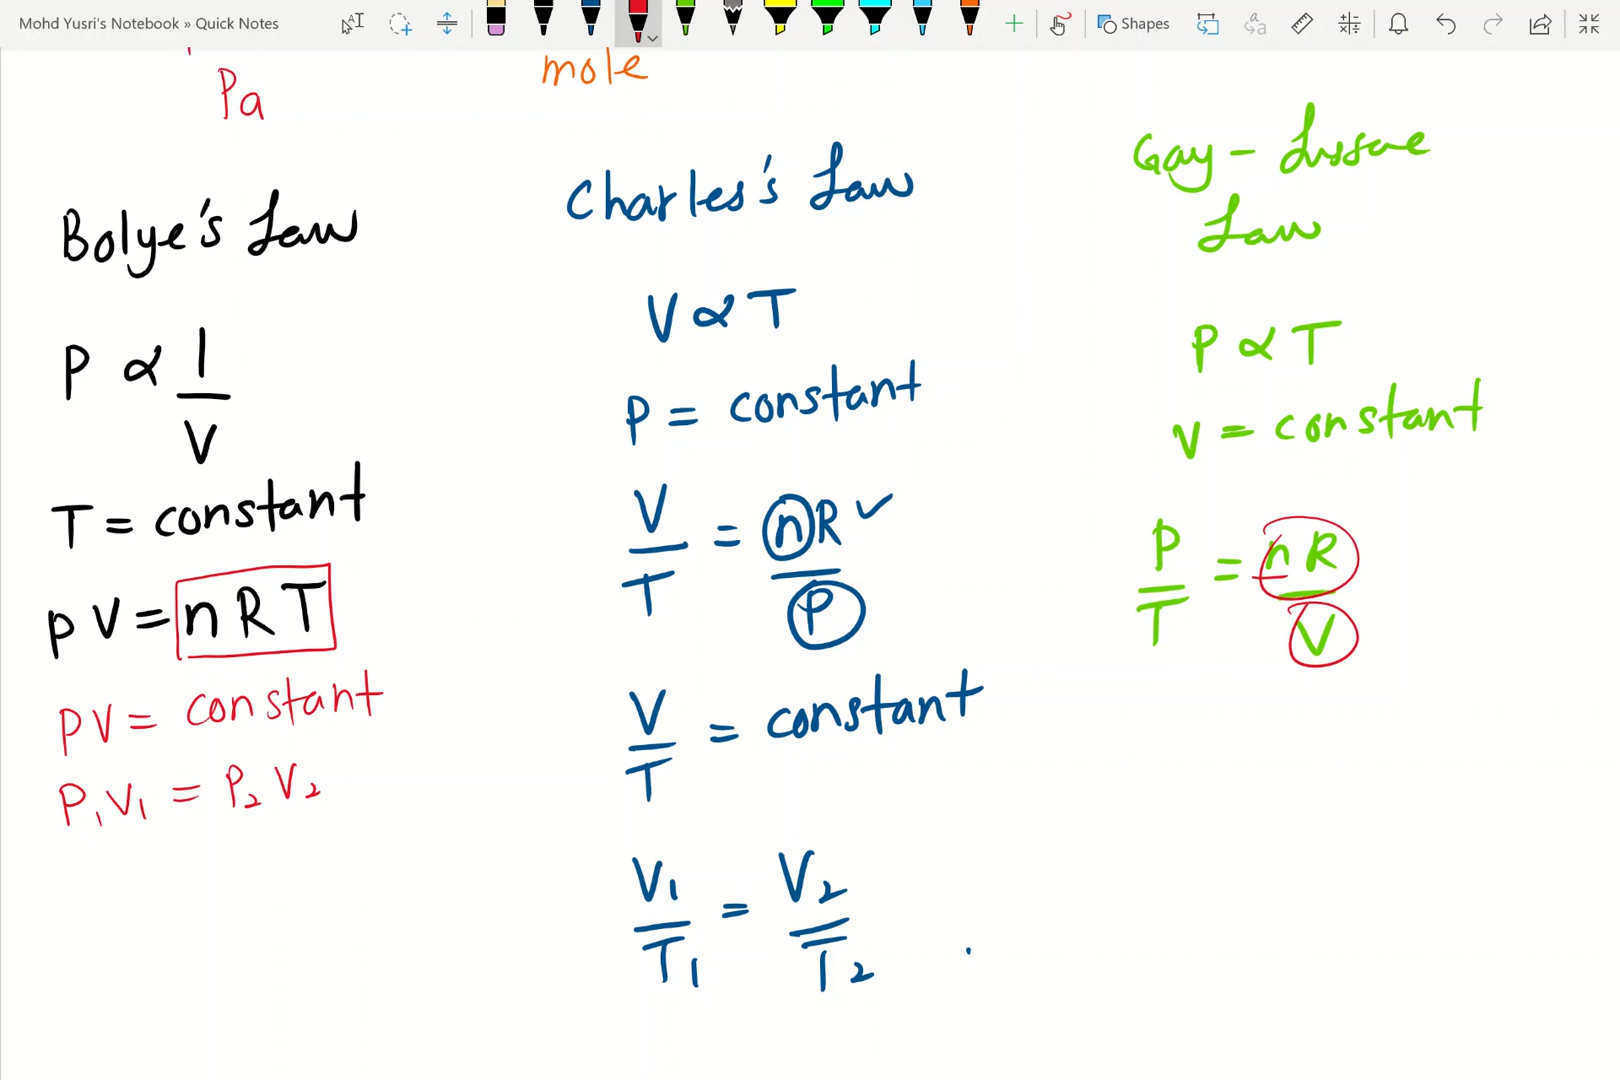 Mohd Yusri's Notebook » Quick Notes
Shapes
Pa
mole
Bolye's Law
P ∝ 1/V
T = constant
PV = nRT
PV = constant
P₁V₁ = P₂V₂
Charles's Law
V ∝ T
P = constant
V/T = nR/P ✓
V/T = constant
V₁/T₁ = V₂/T₂
Gay-Lussac
Law
P ∝ T
V = constant
P/T = nR/V